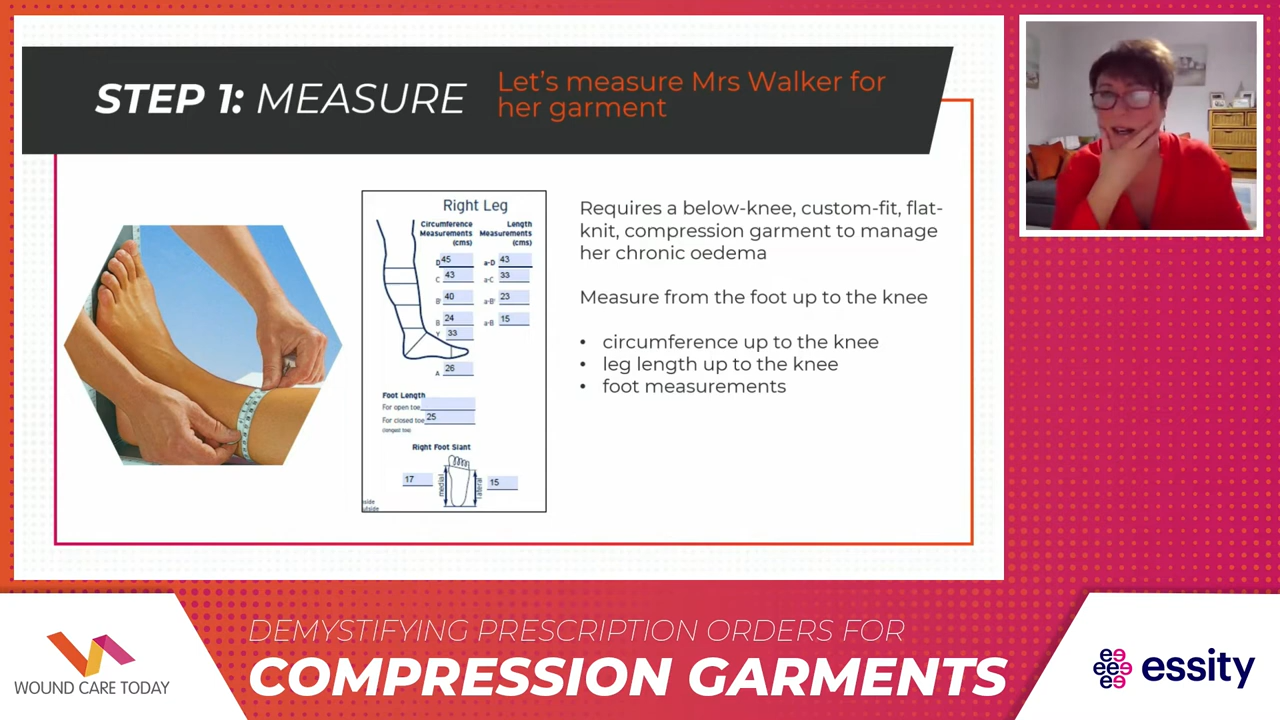 STEP 1: MEASURE
Let's measure Mrs Walker for
her garment
Right Leg
Circumference Length
Measurements Measurements
(cms) (cms)
D 45 a-D 43
C 43 a-C 33
B' 40 a-B' 23
B 24 a-B 15
Y 33
A 26
Foot Length
For open toe
For closed toe 25
(longest toe)
Right Foot Slant
17 medial lateral 15
Requires a below-knee, custom-fit, flat-
knit, compression garment to manage
her chronic oedema
Measure from the foot up to the knee
• circumference up to the knee
• leg length up to the knee
• foot measurements
WOUND CARE TODAY
DEMYSTIFYING PRESCRIPTION ORDERS FOR
COMPRESSION GARMENTS
essity